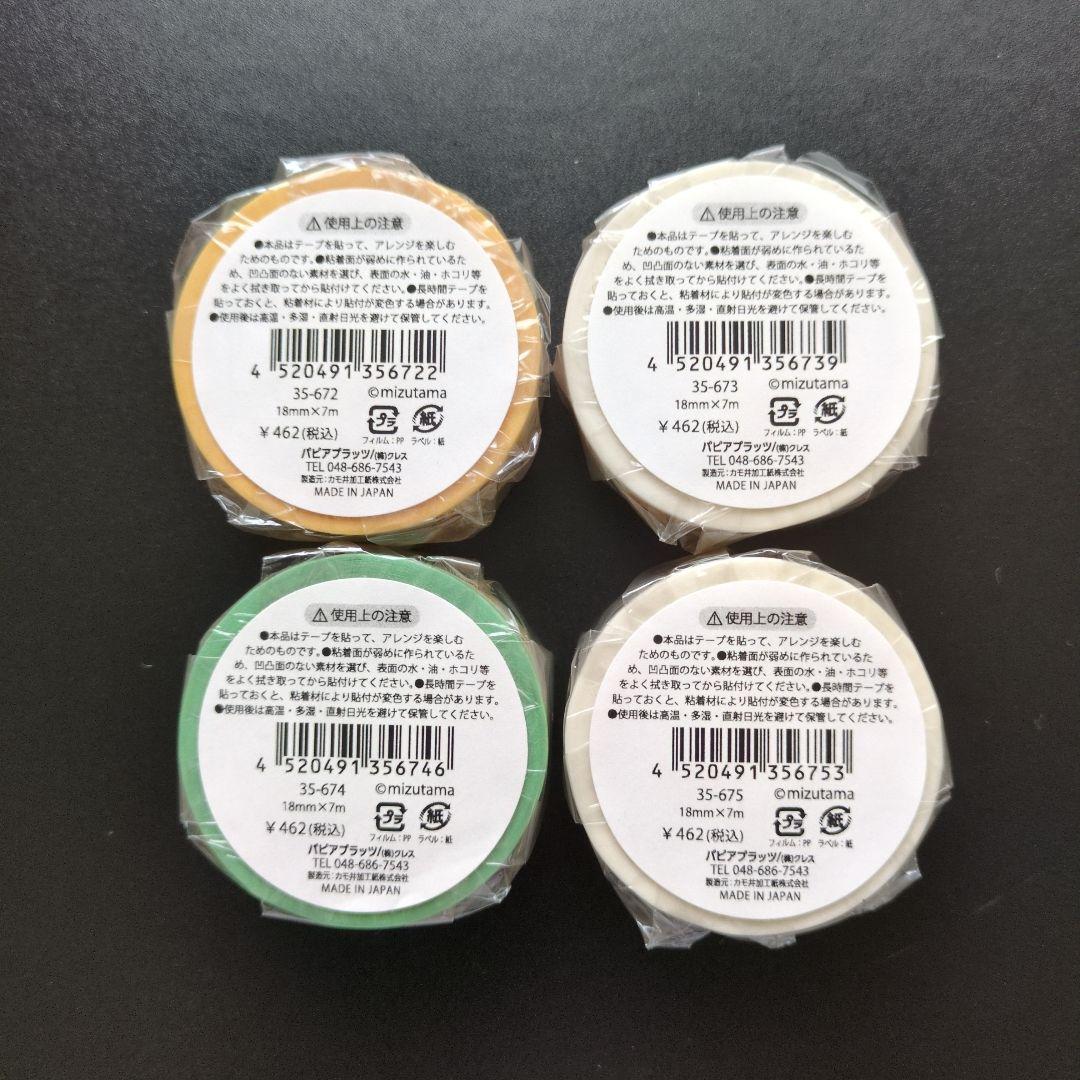 ⚠使用上の注意
●本品はテープを貼って、アレンジを楽しむ
ためのものです。●粘着面が弱めに作られているた
め、凹凸面のない素材を選び、表面の水・油・ホコリ等
をよく拭き取ってから貼付けてください。●長時間テープを
貼っておくと、粘着材により貼付が変色する場合があります。
●使用後は高温・多湿・直射日光を避けて保管してください。
4 520491 356722
35-672 ©mizutama
18mm×7m
プラ 紙
￥462(税込) フィルム:PP ラベル:紙
パピアプラッツ/(株)クレス
TEL 048-686-7543
製造元:カモ井加工紙株式会社
MADE IN JAPAN
⚠使用上の注意
●本品はテープを貼って、アレンジを楽しむ
ためのものです。●粘着面が弱めに作られているた
め、凹凸面のない素材を選び、表面の水・油・ホコリ等
をよく拭き取ってから貼付けてください。●長時間テープを
貼っておくと、粘着材により貼付が変色する場合があります。
●使用後は高温・多湿・直射日光を避けて保管してください。
4 520491 356739
35-673 ©mizutama
18mm×7m
プラ 紙
￥462(税込) フィルム:PP ラベル:紙
パピアプラッツ/(株)クレス
TEL 048-686-7543
製造元:カモ井加工紙株式会社
MADE IN JAPAN
⚠使用上の注意
●本品はテープを貼って、アレンジを楽しむ
ためのものです。●粘着面が弱めに作られているた
め、凹凸面のない素材を選び、表面の水・油・ホコリ等
をよく拭き取ってから貼付けてください。●長時間テープを
貼っておくと、粘着材により貼付が変色する場合があります。
●使用後は高温・多湿・直射日光を避けて保管してください。
4 520491 356746
35-674 ©mizutama
18mm×7m
プラ 紙
￥462(税込) フィルム:PP ラベル:紙
パピアプラッツ/(株)クレス
TEL 048-686-7543
製造元:カモ井加工紙株式会社
MADE IN JAPAN
⚠使用上の注意
●本品はテープを貼って、アレンジを楽しむ
ためのものです。●粘着面が弱めに作られているた
め、凹凸面のない素材を選び、表面の水・油・ホコリ等
をよく拭き取ってから貼付けてください。●長時間テープを
貼っておくと、粘着材により貼付が変色する場合があります。
●使用後は高温・多湿・直射日光を避けて保管してください。
4 520491 356753
35-675 ©mizutama
18mm×7m
プラ 紙
￥462(税込) フィルム:PP ラベル:紙
パピアプラッツ/(株)クレス
TEL 048-686-7543
製造元:カモ井加工紙株式会社
MADE IN JAPAN